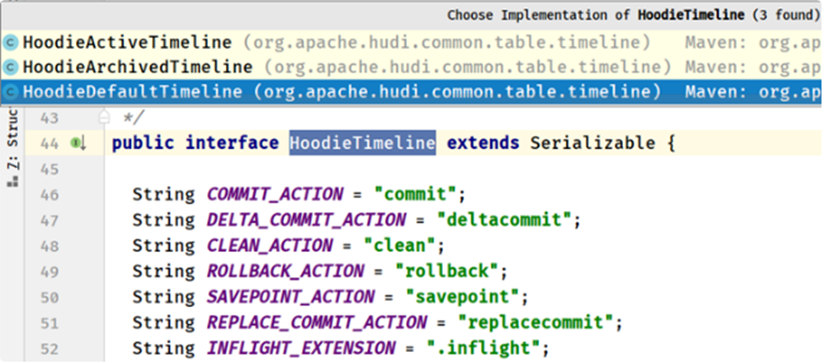 Choose Implementation of HoodieTimeline (3 found)
HoodieActiveTimeline (org.apache.hudi.common.table.timeline) Maven: org.ap
HoodieArchivedTimeline (org.apache.hudi.common.table.timeline) Maven: org.ap
HoodieDefaultTimeline (org.apache.hudi.common.table.timeline) Maven: org.ap
Z: Struc
43 */
44 public interface HoodieTimeline extends Serializable {
45
46 String COMMIT_ACTION = "commit";
47 String DELTA_COMMIT_ACTION = "deltacommit";
48 String CLEAN_ACTION = "clean";
49 String ROLLBACK_ACTION = "rollback";
50 String SAVEPOINT_ACTION = "savepoint";
51 String REPLACE_COMMIT_ACTION = "replacecommit";
52 String INFLIGHT_EXTENSION = ".inflight";